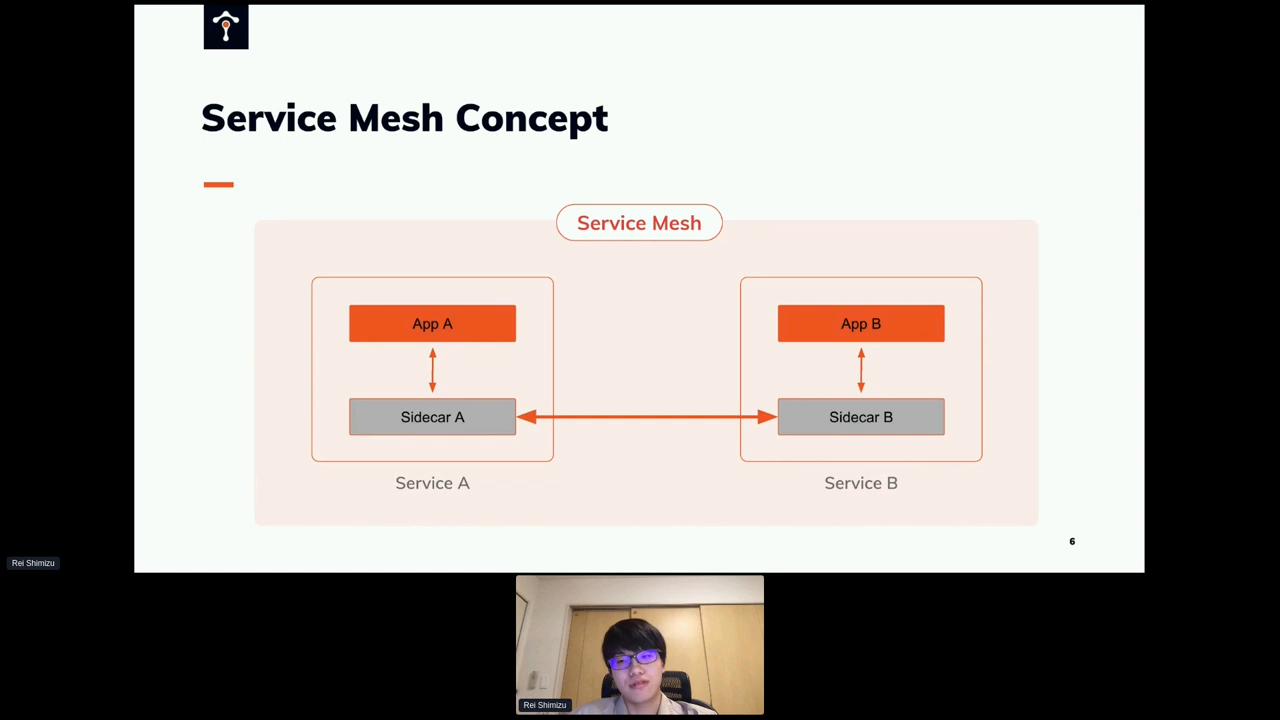 Service Mesh Concept
Service Mesh
App A
App B
Sidecar A
Sidecar B
Service A
Service B
6
Rei Shimizu
Rei Shimizu